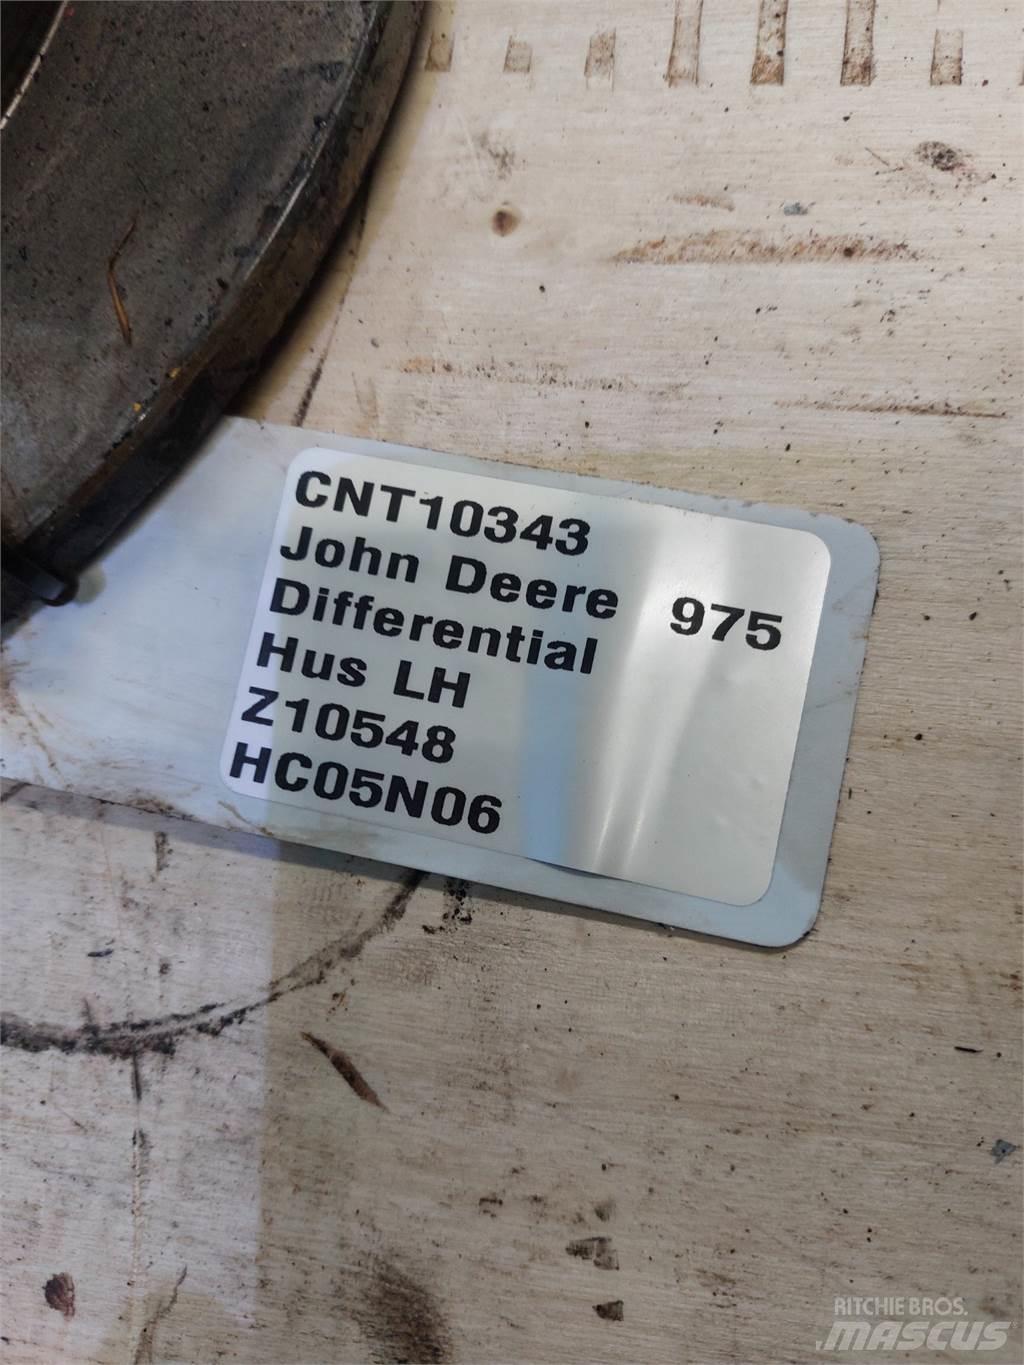 CNT10343
John Deere 975
Differential
Hus LH
Z10548
HC05N06
RITCHIE BROS.
MASCUS